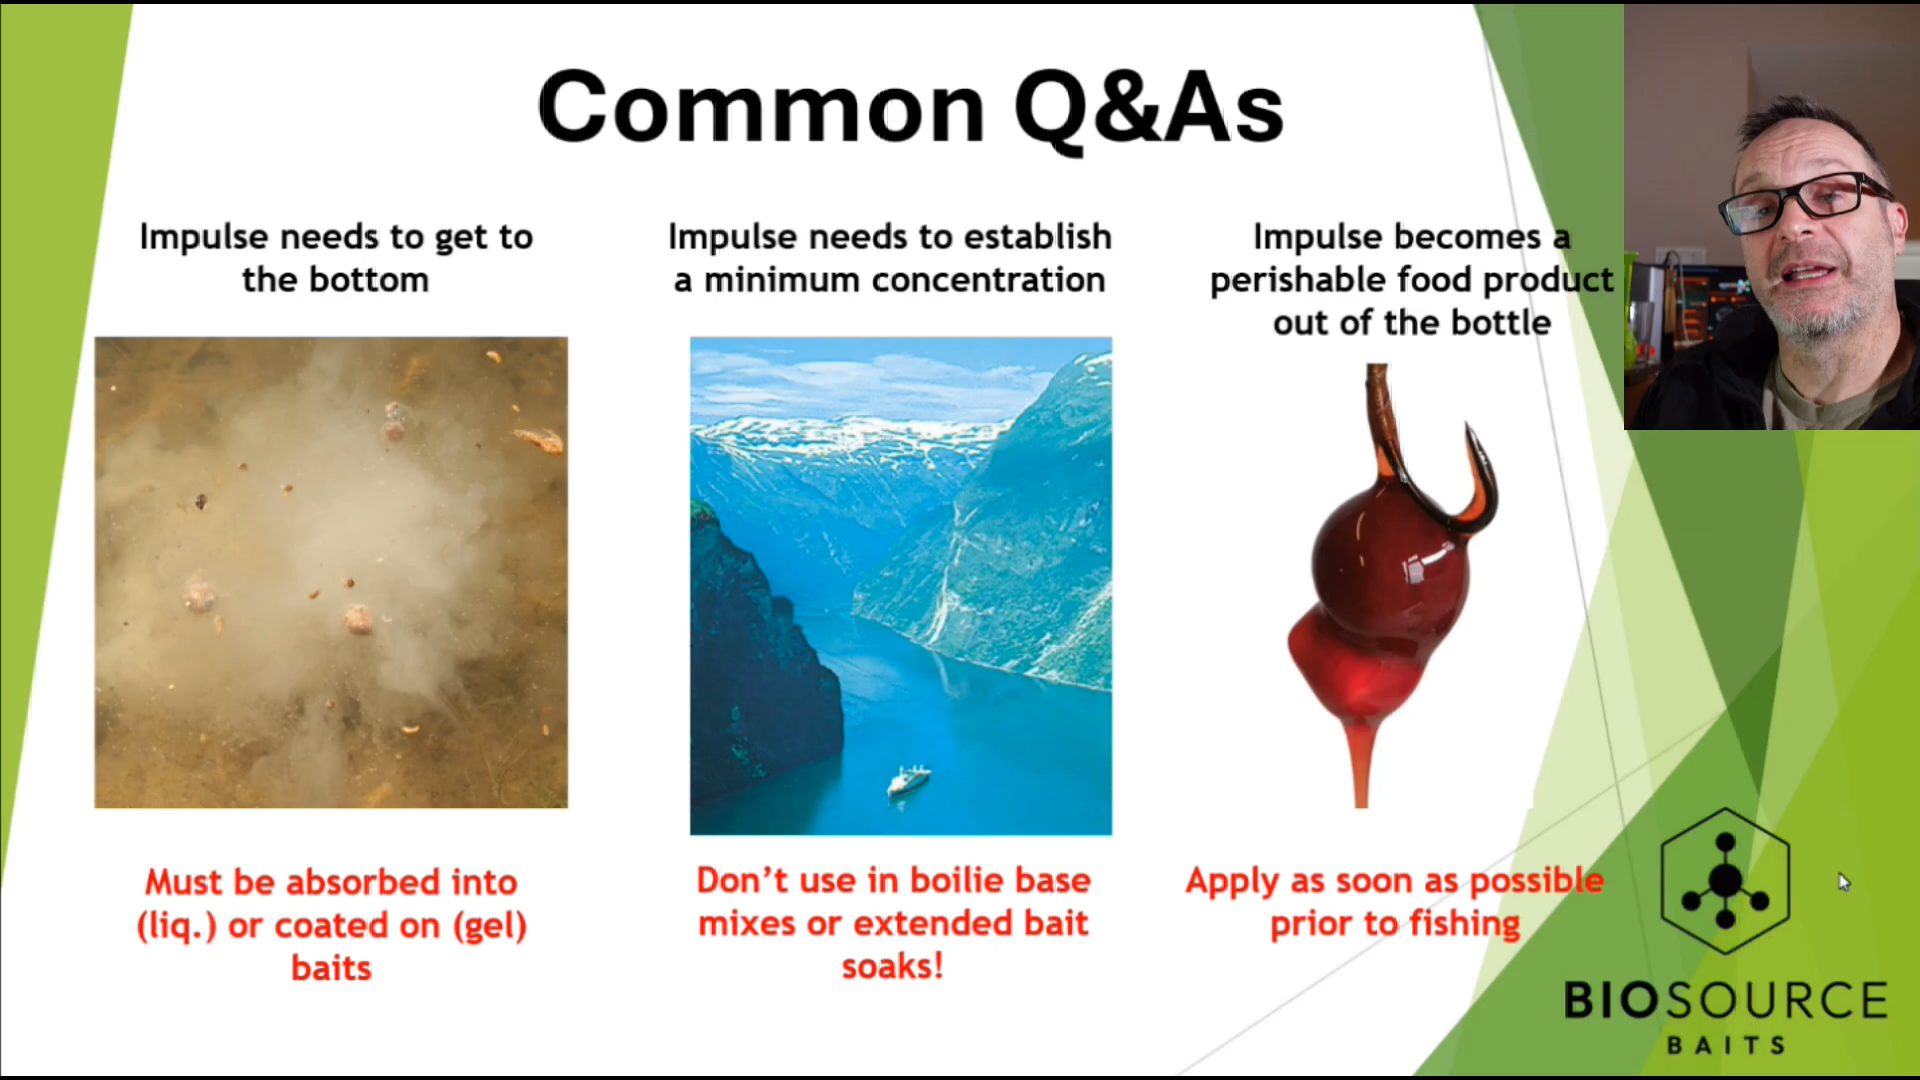 Common Q&As
Impulse needs to get to
the bottom
Impulse needs to establish
a minimum concentration
Impulse becomes a
perishable food product
out of the bottle
Must be absorbed into
(liq.) or coated on (gel)
baits
Don't use in boilie base
mixes or extended bait
soaks!
Apply as soon as possible
prior to fishing
BIOSOURCE
BAITS